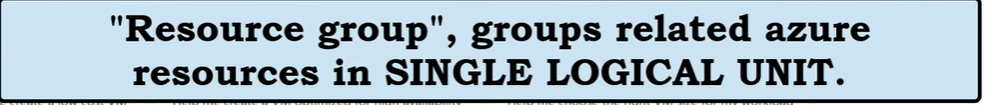 "Resource group", groups related azure
resources in SINGLE LOGICAL UNIT.